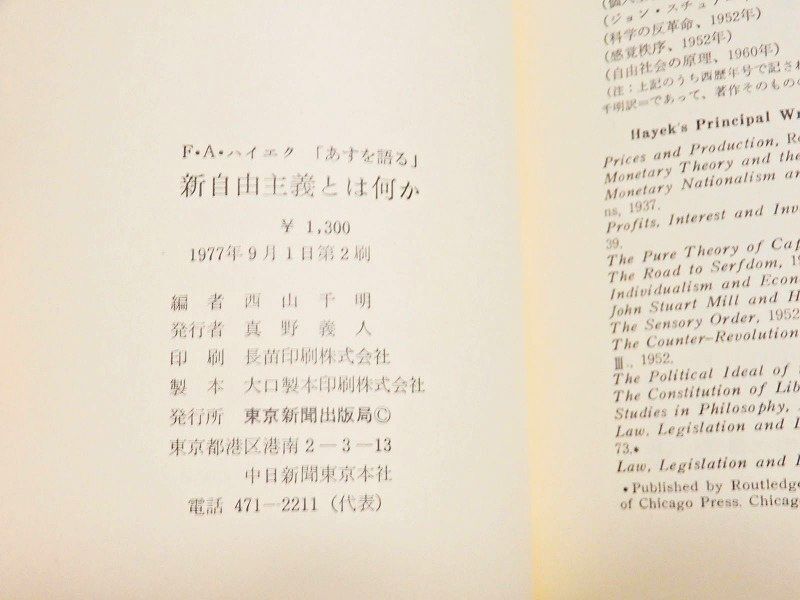 F・A・ハイエク 「あすを語る」
新自由主義とは何か
¥ 1,300
1977年9月1日第2刷
編 者 西山千明
発行者 真野義人
印 刷 長苗印刷株式会社
製 本 大口製本印刷株式会社
発行所 東京新聞出版局©
東京都港区港南2―3―13
中日新聞東京本社
電話 471―2211 (代表)
(ジョン・スチュ
(科学の反革命、1952年)
(感覚秩序、1952年)
(自由社会の原理、1960年)
(注：上記のうち西歴年号で記され
千明訳＝であって、著作そのもの
Hayek's Principal
Prices and Production,
Monetary Theory and the
Monetary Nationalism
ns, 1937.
Profits, Interest and
39.
The Pure Theory of
The Road to Serfdom,
Individualism and
John Stuart Mill and
The Sensory Order, 1952
The Counter-Revolution
Ⅲ., 1952.
The Political Ideal of
The Constitution of
Studies in Philosophy,
Law, Legislation and
73.*
Law, Legislation and
•Published by Routledge
of Chicago Press. Chicag